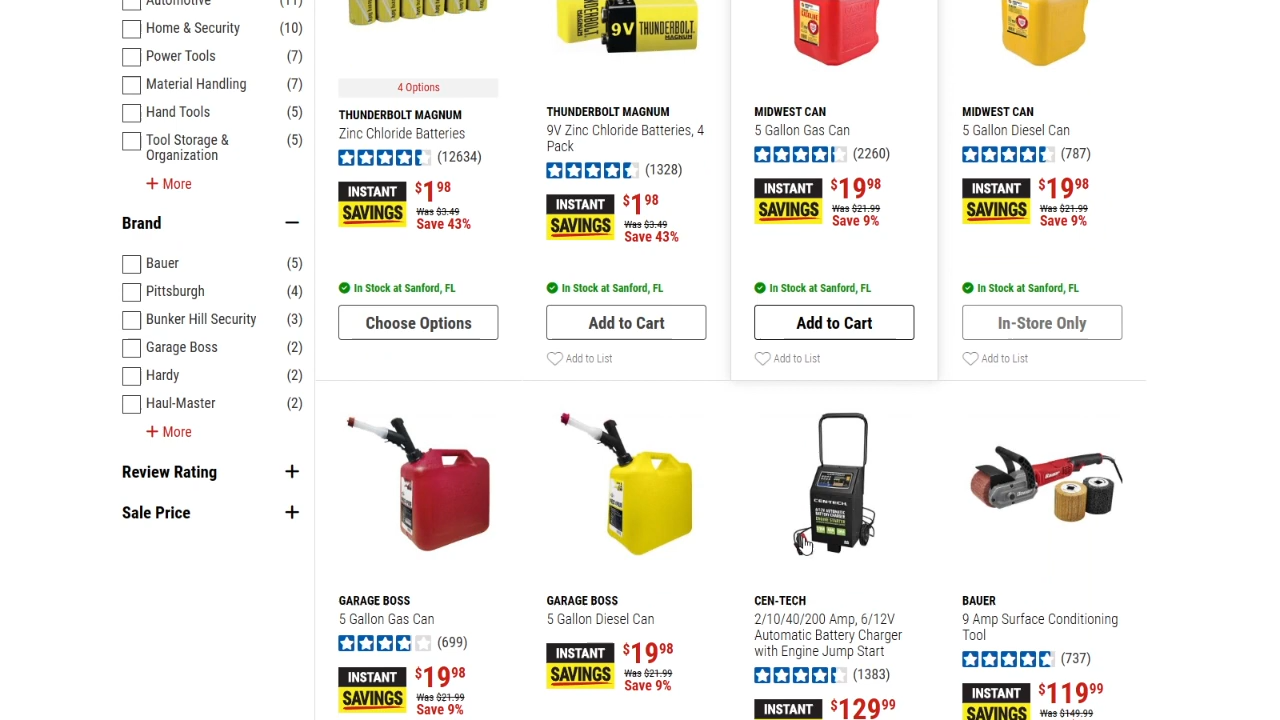 Automotive (11)
Home & Security (10)
Power Tools (7)
Material Handling (7)
Hand Tools (5)
Tool Storage & Organization (5)
+ More
Brand
Bauer (5)
Pittsburgh (4)
Bunker Hill Security (3)
Garage Boss (2)
Hardy (2)
Haul-Master (2)
+ More
Review Rating
Sale Price
4 Options
THUNDERBOLT MAGNUM
Zinc Chloride Batteries
(12634)
INSTANT SAVINGS
$1 98
Was $3.49
Save 43%
In Stock at Sanford, FL
Choose Options
9V THUNDERBOLT MAGNUM
THUNDERBOLT MAGNUM
9V Zinc Chloride Batteries, 4
Pack
(1328)
INSTANT SAVINGS
$1 98
Was $3.49
Save 43%
In Stock at Sanford, FL
Add to Cart
Add to List
MIDWEST CAN
5 Gallon Gas Can
(2260)
INSTANT SAVINGS
$19 98
Was $21.99
Save 9%
In Stock at Sanford, FL
Add to Cart
Add to List
MIDWEST CAN
5 Gallon Diesel Can
(787)
INSTANT SAVINGS
$19 98
Was $21.99
Save 9%
In Stock at Sanford, FL
In-Store Only
Add to List
GARAGE BOSS
5 Gallon Gas Can
(699)
INSTANT SAVINGS
$19 98
Was $21.99
Save 9%
GARAGE BOSS
5 Gallon Diesel Can
INSTANT SAVINGS
$19 98
Was $21.99
Save 9%
CEN-TECH
CEN-TECH
2/10/40/200 Amp, 6/12V
Automatic Battery Charger
with Engine Jump Start
(1383)
INSTANT
$129 99
BAUER
9 Amp Surface Conditioning
Tool
(737)
INSTANT SAVINGS
$119 99
Was $149.99